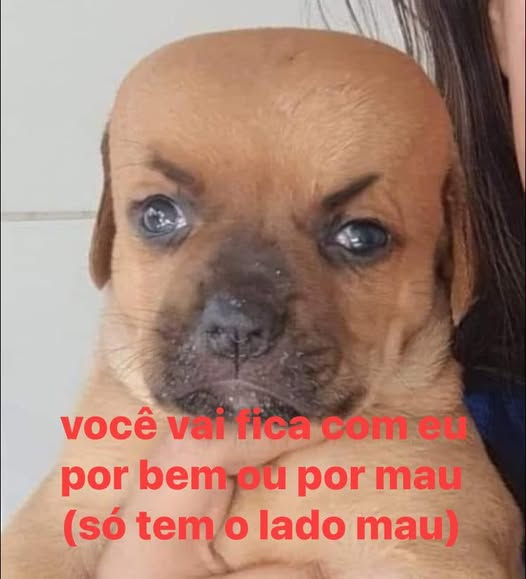 você vai fica com eu
por bem ou por mau
(só tem o lado mau)